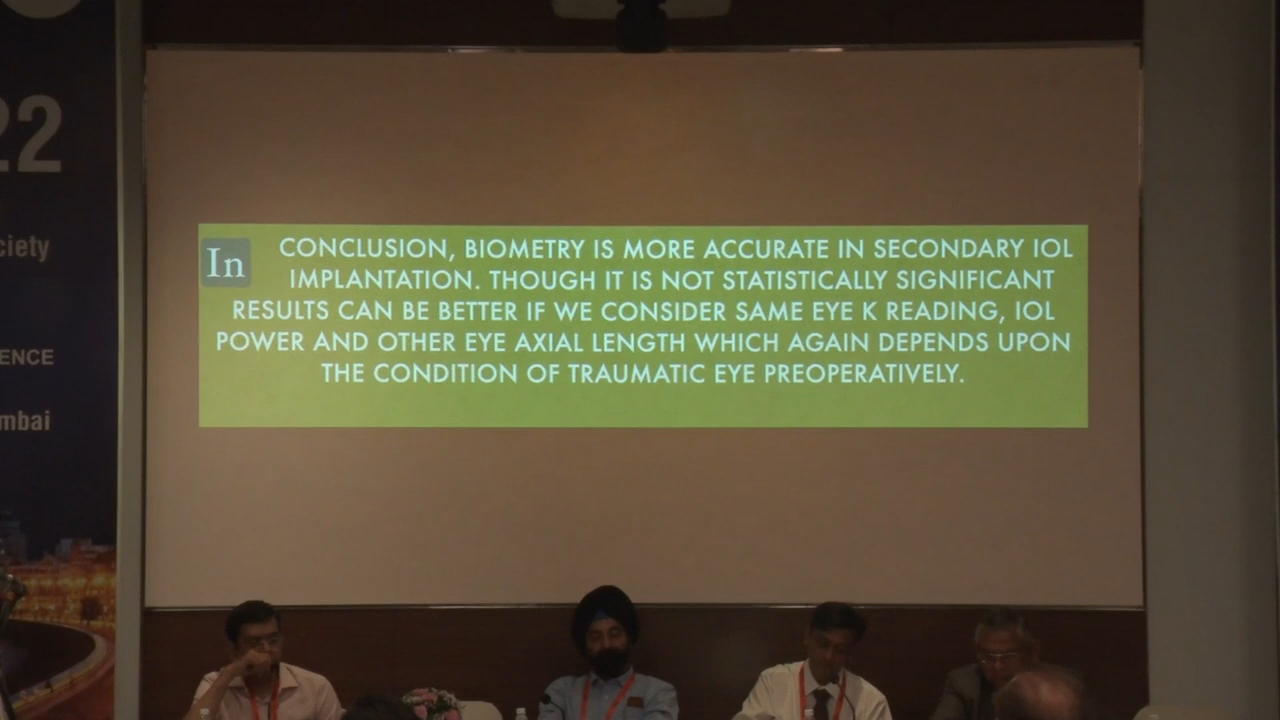 22
ciety
ENCE
mbai
In CONCLUSION, BIOMETRY IS MORE ACCURATE IN SECONDARY IOL
IMPLANTATION. THOUGH IT IS NOT STATISTICALLY SIGNIFICANT
RESULTS CAN BE BETTER IF WE CONSIDER SAME EYE K READING, IOL
POWER AND OTHER EYE AXIAL LENGTH WHICH AGAIN DEPENDS UPON
THE CONDITION OF TRAUMATIC EYE PREOPERATIVELY.